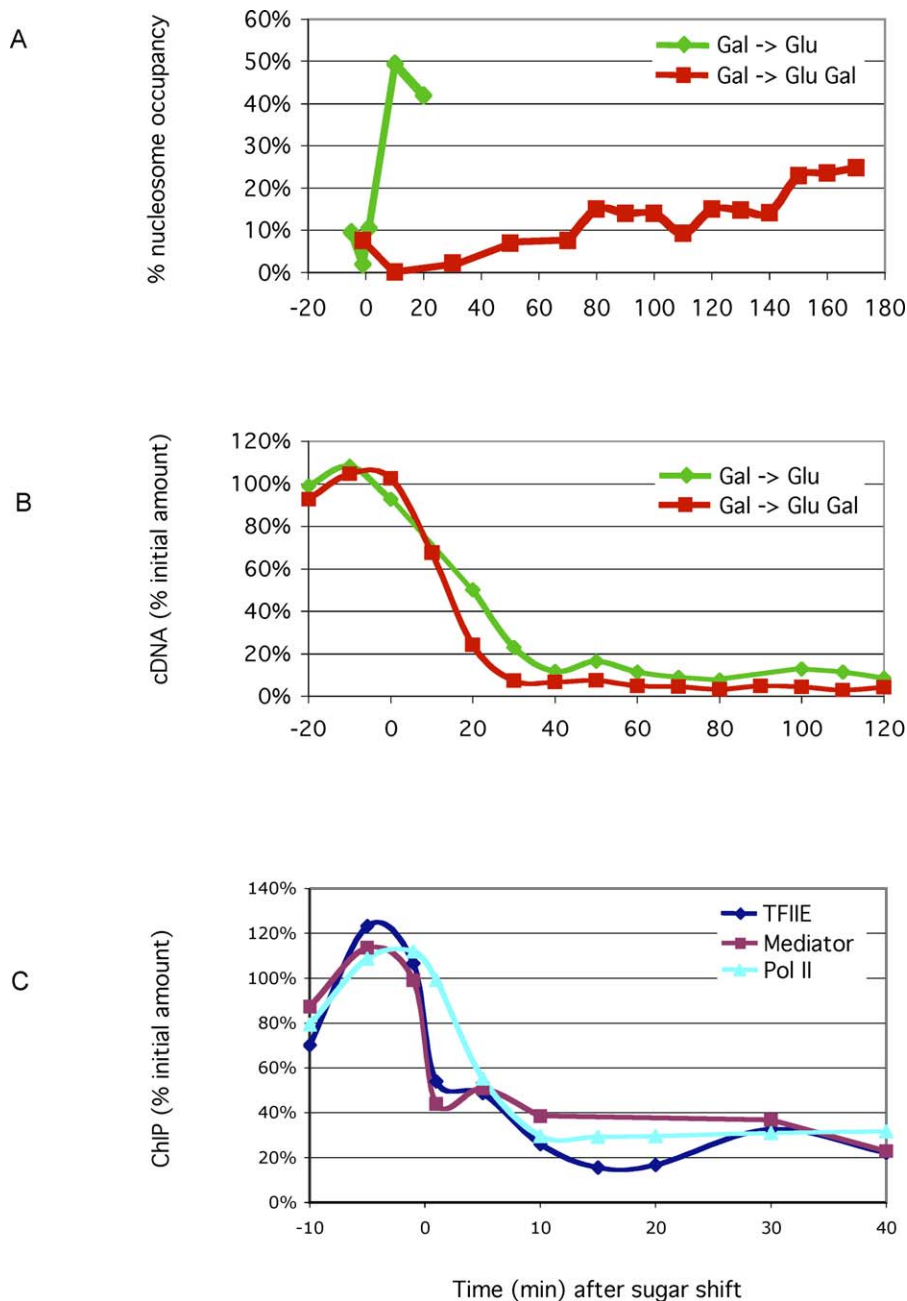 A
% nucleosome occupancy
60%
50%
40%
30%
20%
10%
0%
Gal -> Glu
Gal -> Glu Gal
-20 0 20 40 60 80 100 120 140 160 180
B
cDNA (% initial amount)
120%
100%
80%
60%
40%
20%
0%
Gal -> Glu
Gal -> Glu Gal
-20 0 20 40 60 80 100 120
C
ChIP (% initial amount)
140%
120%
100%
80%
60%
40%
20%
0%
TFIIE
Mediator
Pol II
-10 0 10 20 30 40
Time (min) after sugar shift